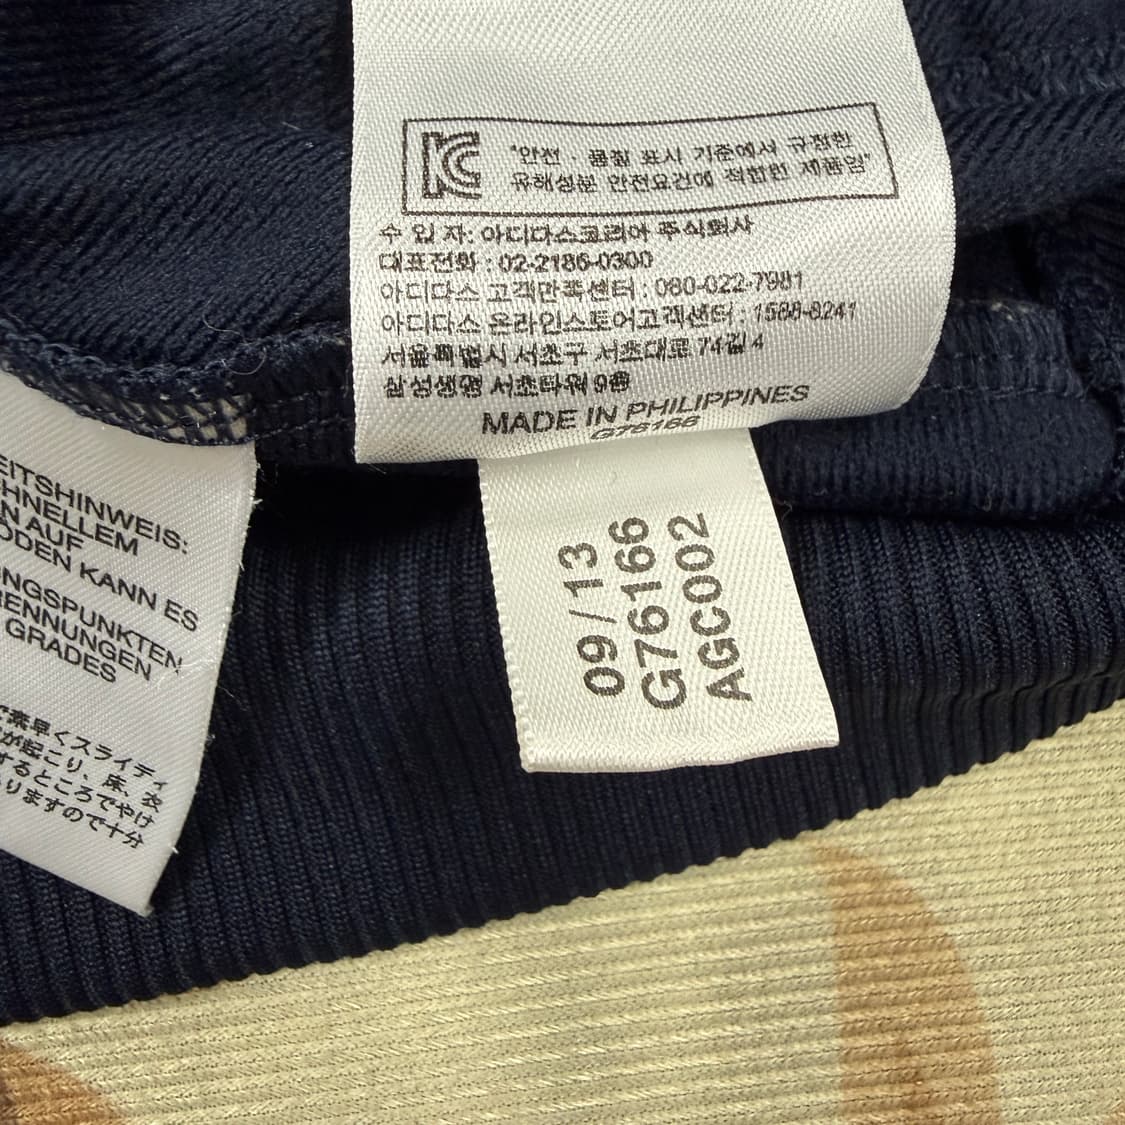 KC
"안전·품질 표시 기준에서 규정한
유해성분 안전요건에 적합한 제품임"
수 입 자: 아디다스코리아 주식회사
대표전화 : 02-2186-0300
아디다스 고객만족센터 : 080-022-7981
아디다스 온라인스토어고객센터 : 1588-8241
서울특별시 서초구 서초대로 74길 4
삼성생명 서초타워 9층
MADE IN PHILIPPINES
G76166
09/13
G76166
AGC002
EITSHINWEIS:
HNELLEM
N AUF
ODEN KANN ES
NGSPUNKTEN
RENNUNGEN
GRADES
で素早くスライディ
が起こり、床、衣
するところでやけ
りますので十分